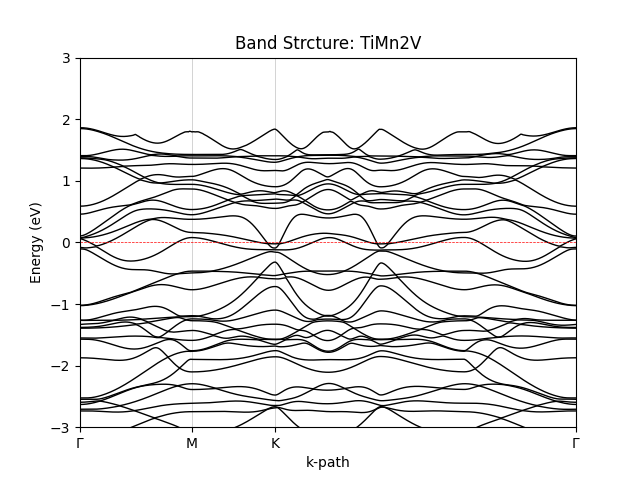 Band Strcture: TiMn2V
3
2
1
0
−1
−2
−3
Energy (eV)
Γ
M
K
Γ
k-path